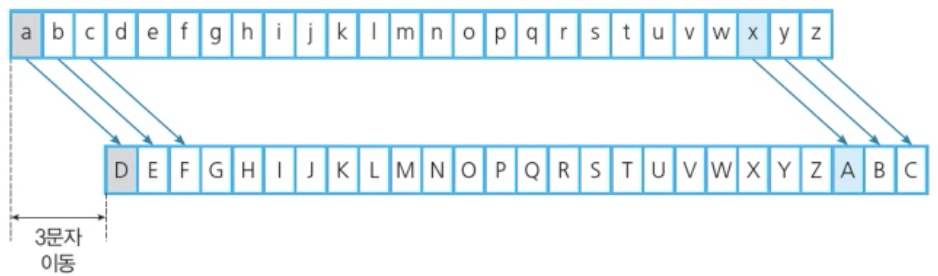 a b c d e f g h i j k l m n o p q r s t u v w x y z
D E F G H I J K L M N O P Q R S T U V W X Y Z A B C
3문자
이동